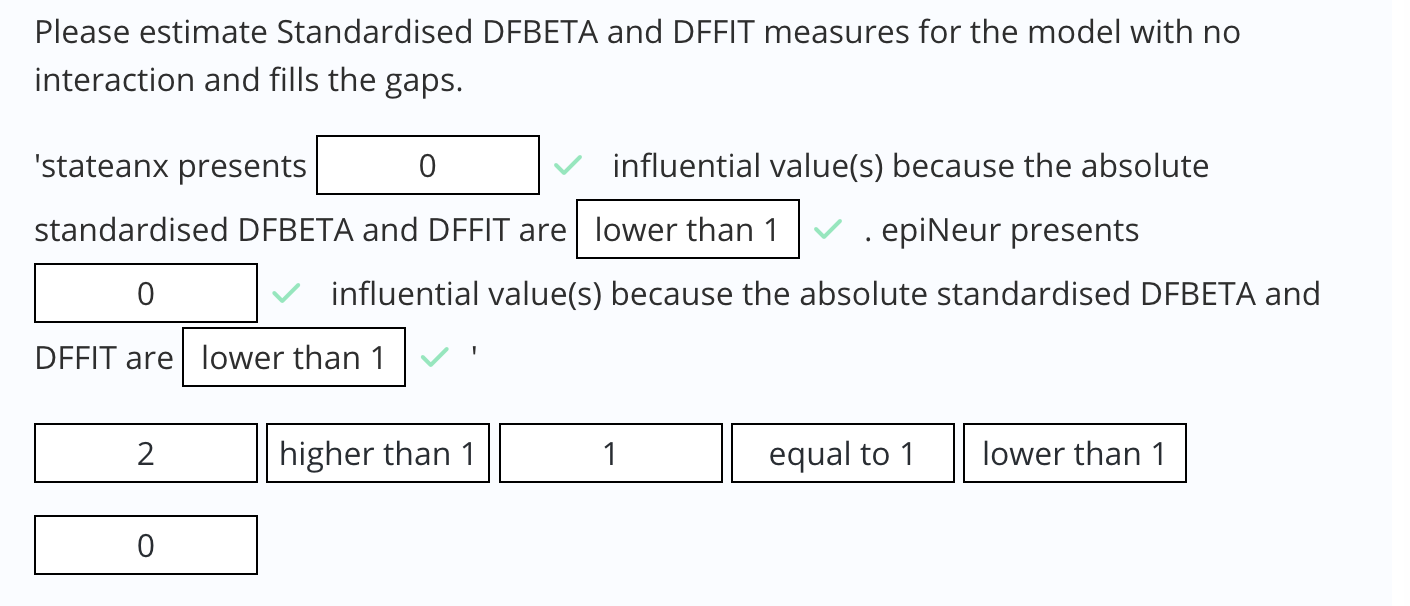 Please estimate Standardised DFBETA and DFFIT measures for the model with no
interaction and fills the gaps.
'stateanx presents 0 influential value(s) because the absolute
standardised DFBETA and DFFIT are lower than 1 . epiNeur presents
0 influential value(s) because the absolute standardised DFBETA and
DFFIT are lower than 1 '
2 higher than 1 1 equal to 1 lower than 1
0